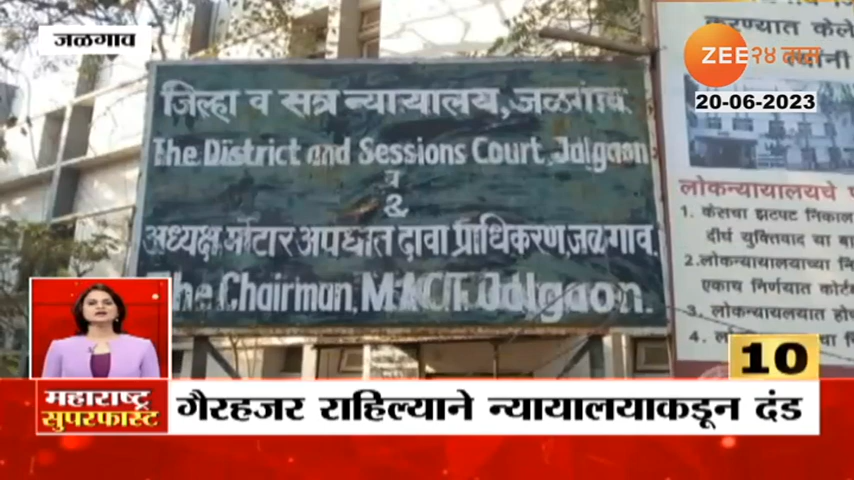 जळगाव
ZEE २४ तास
20-06-2023
जिल्हा व सत्र न्यायालय, जळगांव.
The District and Sessions Court, Jalgaon
व
&
अध्यक्ष मोटार अपघात दावा प्राधिकरण, जळगांव.
The Chairman, M.A.C.T. Jalgaon.
करण्यात केले
लोकन्यायालयचे
1. केसचा झटपट निकाल
दीर्घ युक्तिवाद या
2. लोकन्यायालयाच्या
एकाच निर्णयात कोर्ट
3. लोकन्यायालयात
4.
10
महाराष्ट्र
सुपरफास्ट
गैरहजर राहिल्याने न्यायालयाकडून दंड